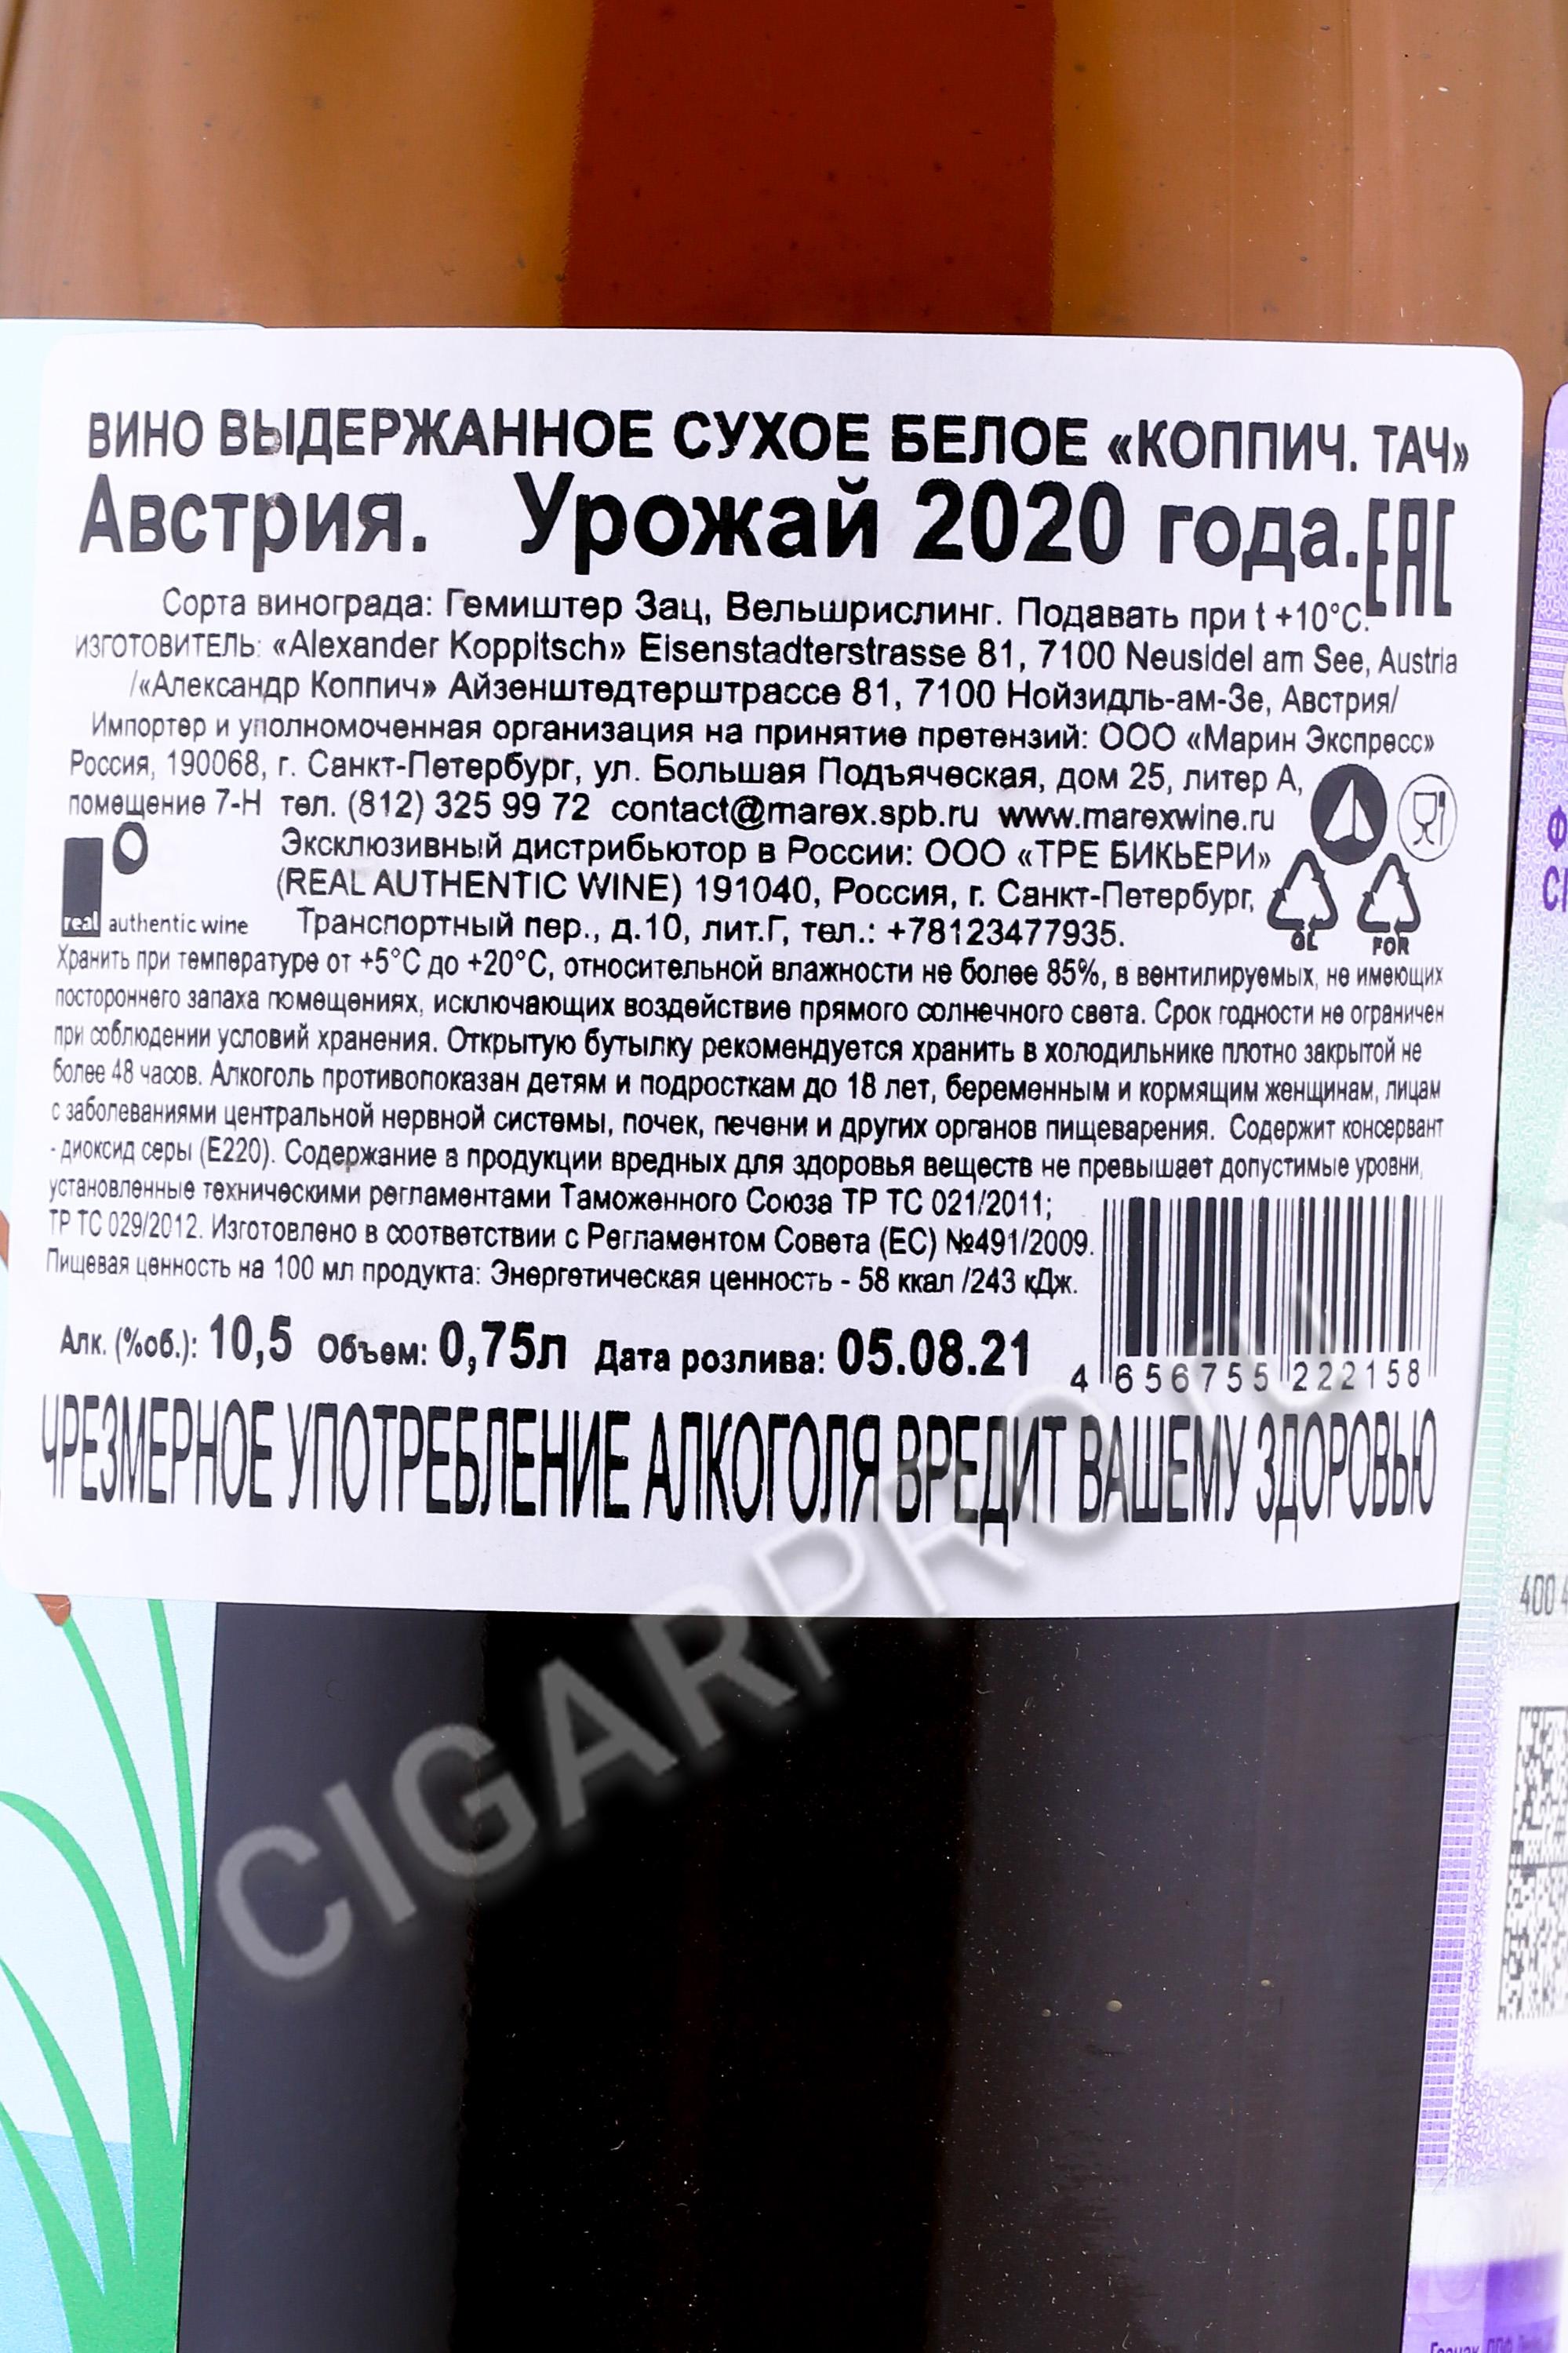 ВИНО ВЫДЕРЖАННОЕ СУХОЕ БЕЛОЕ «КОППИЧ. ТАЧ»
Австрия. Урожай 2020 года. EAC
Сорта винограда: Гемиштер Зац, Вельшрислинг. Подавать при t +10°С.
ИЗГОТОВИТЕЛЬ: «Alexander Koppitsch» Eisenstadterstrasse 81, 7100 Neusidel am See, Austria
/«Александр Коппич» Айзенштедтерштрассе 81, 7100 Нойзидль-ам-Зе, Австрия/
Импортер и уполномоченная организация на принятие претензий: ООО «Марин Экспресс»
Россия, 190068, г. Санкт-Петербург, ул. Большая Подъяческая, дом 25, литер А,
помещение 7-Н тел. (812) 325 99 72 contact@marex.spb.ru www.marexwine.ru
Эксклюзивный дистрибьютор в России: ООО «ТРЕ БИКЬЕРИ»
(REAL AUTHENTIC WINE) 191040, Россия, г. Санкт-Петербург,
real authentic wine
Транспортный пер., д.10, лит.Г, тел.: +78123477935.
GL FOR
Хранить при температуре от +5°С до +20°С, относительной влажности не более 85%, в вентилируемых, не имеющих
постороннего запаха помещениях, исключающих воздействие прямого солнечного света. Срок годности не ограничен
при соблюдении условий хранения. Открытую бутылку рекомендуется хранить в холодильнике плотно закрытой не
более 48 часов. Алкоголь противопоказан детям и подросткам до 18 лет, беременным и кормящим женщинам, лицам
с заболеваниями центральной нервной системы, почек, печени и других органов пищеварения. Содержит консервант
- диоксид серы (Е220). Содержание в продукции вредных для здоровья веществ не превышает допустимые уровни,
установленные техническими регламентами Таможенного Союза ТР ТС 021/2011;
ТР ТС 029/2012. Изготовлено в соответствии с Регламентом Совета (ЕС) №491/2009.
Пищевая ценность на 100 мл продукта: Энергетическая ценность - 58 ккал /243 кДж.
Алк. (%об.): 10,5 Объем: 0,75л Дата розлива: 05.08.21
4 656755 222158
ЧРЕЗМЕРНОЕ УПОТРЕБЛЕНИЕ АЛКОГОЛЯ ВРЕДИТ ВАШЕМУ ЗДОРОВЬЮ
CIGARPRO.RU
400 4